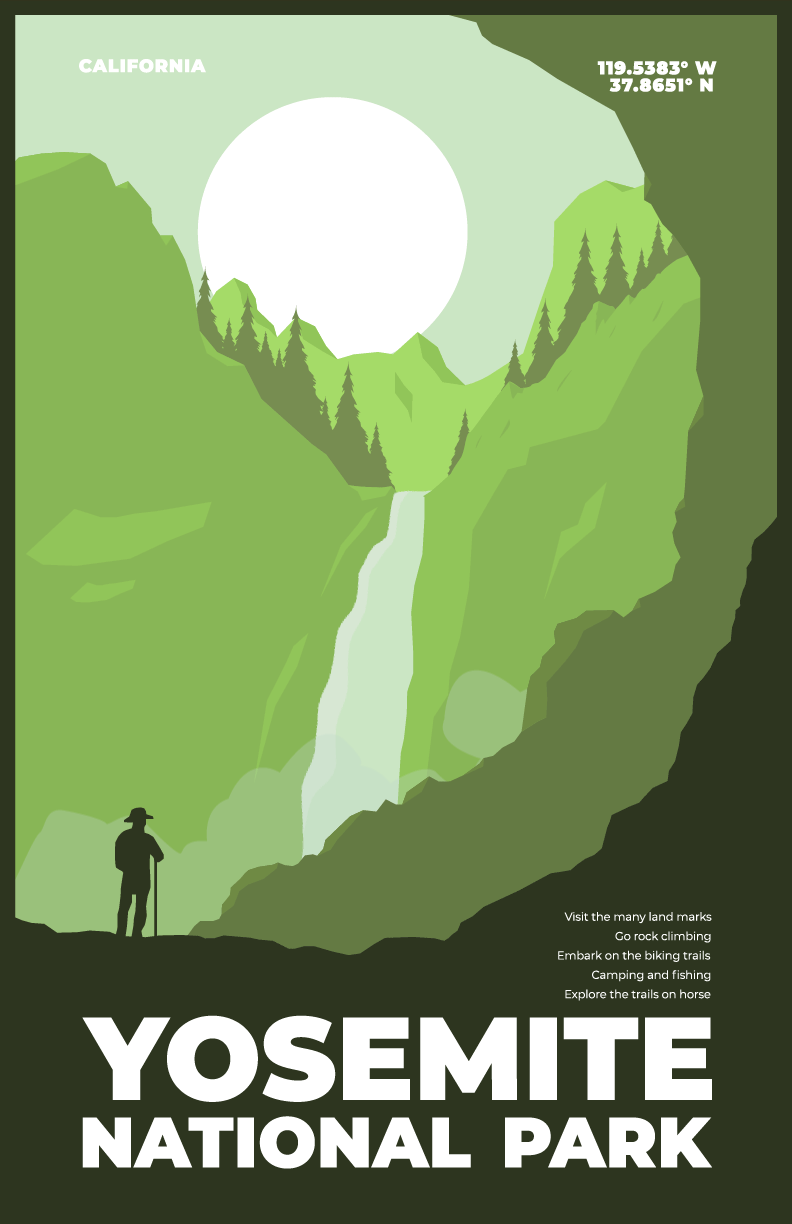 CALIFORNIA
119.5383° W
37.8651° N
Visit the many land marks
Go rock climbing
Embark on the biking trails
Camping and fishing
Explore the trails on horse
YOSEMITE
NATIONAL PARK